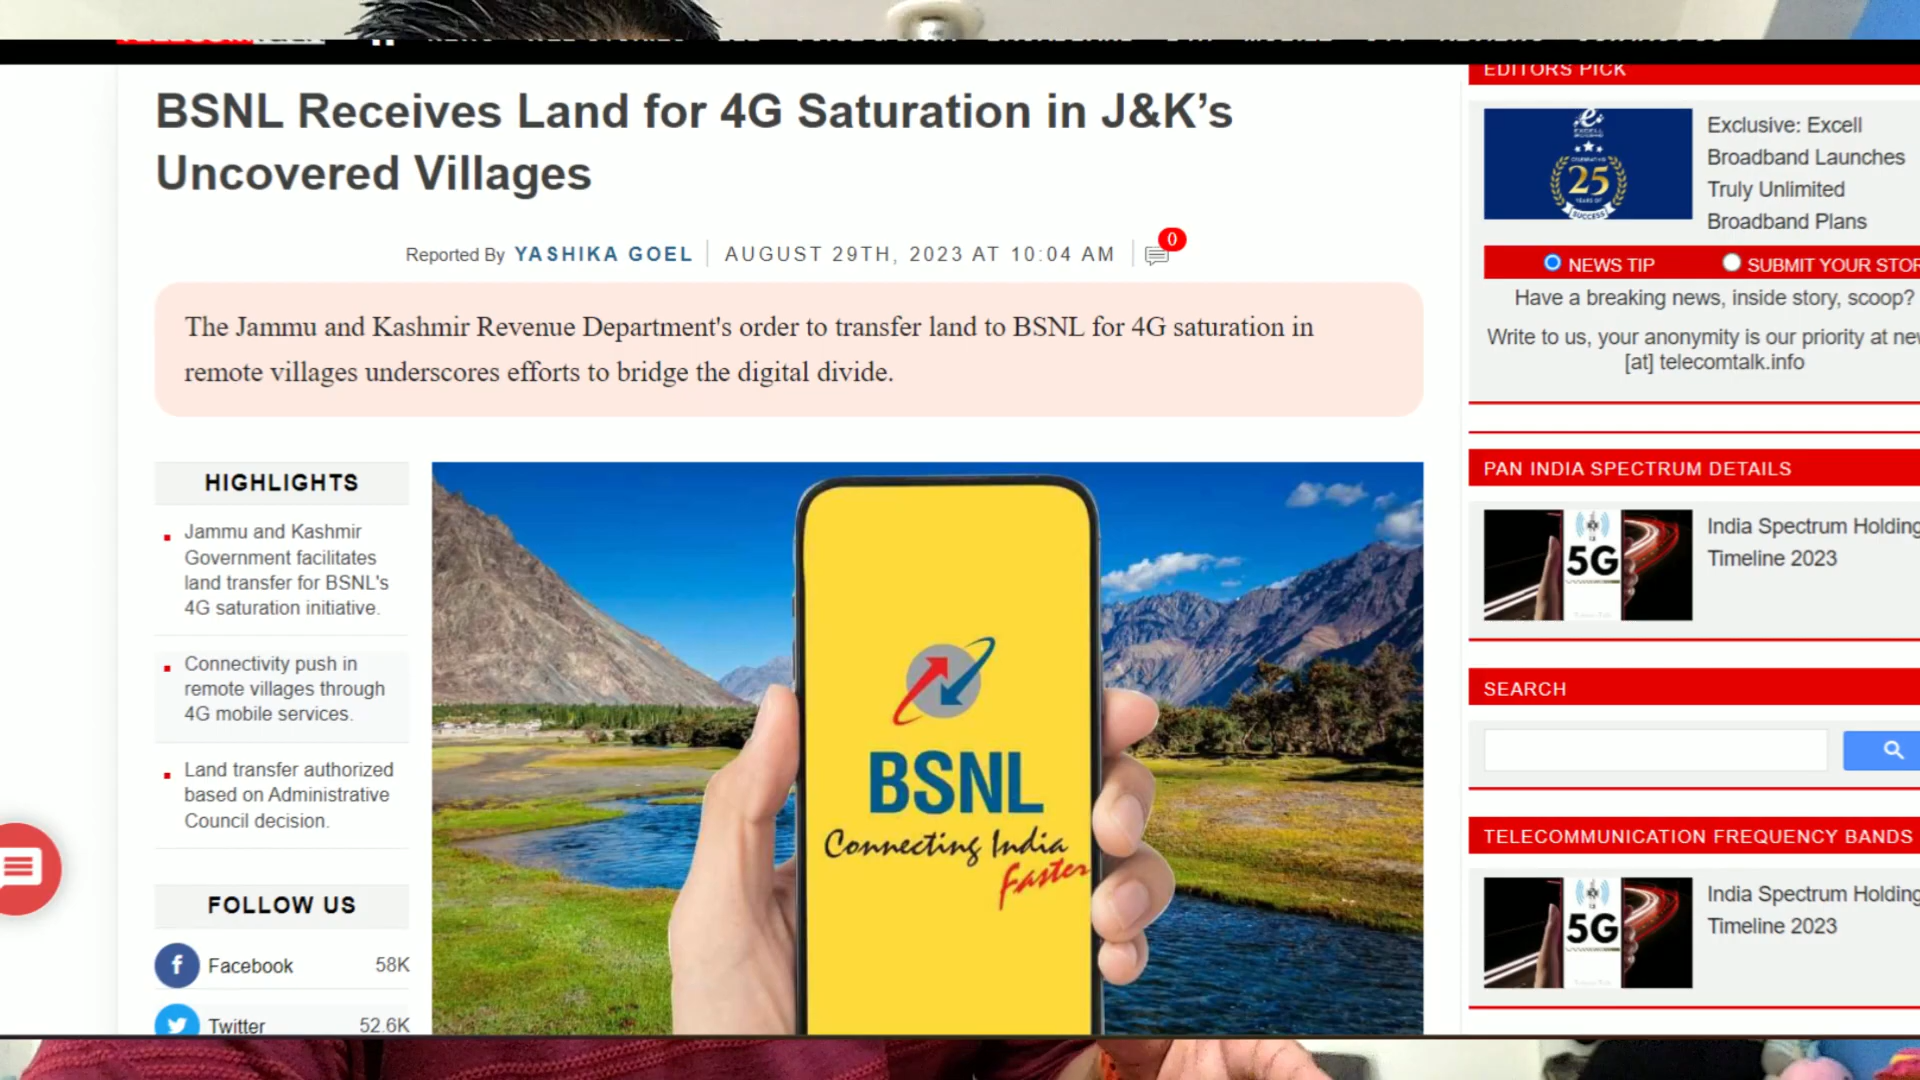 BSNL Receives Land for 4G Saturation in J&K’s
Uncovered Villages
Reported By YASHIKA GOEL
AUGUST 29TH, 2023 AT 10:04 AM
0
The Jammu and Kashmir Revenue Department's order to transfer land to BSNL for 4G saturation in
remote villages underscores efforts to bridge the digital divide.
HIGHLIGHTS
Jammu and Kashmir
Government facilitates
land transfer for BSNL's
4G saturation initiative.
Connectivity push in
remote villages through
4G mobile services.
Land transfer authorized
based on Administrative
Council decision.
FOLLOW US
Facebook 58K
Twitter 52.6K
BSNL
Connecting India
Faster
EDITORS PICK
EXCELL
CELEBRATING
25
YEARS OF
SUCCESS
Exclusive: Excell
Broadband Launches
Truly Unlimited
Broadband Plans
NEWS TIP
SUBMIT YOUR STOR
Have a breaking news, inside story, scoop?
Write to us, your anonymity is our priority at new
[at] telecomtalk.info
PAN INDIA SPECTRUM DETAILS
5G
India Spectrum Holding
Timeline 2023
SEARCH
TELECOMMUNICATION FREQUENCY BANDS
5G
India Spectrum Holding
Timeline 2023